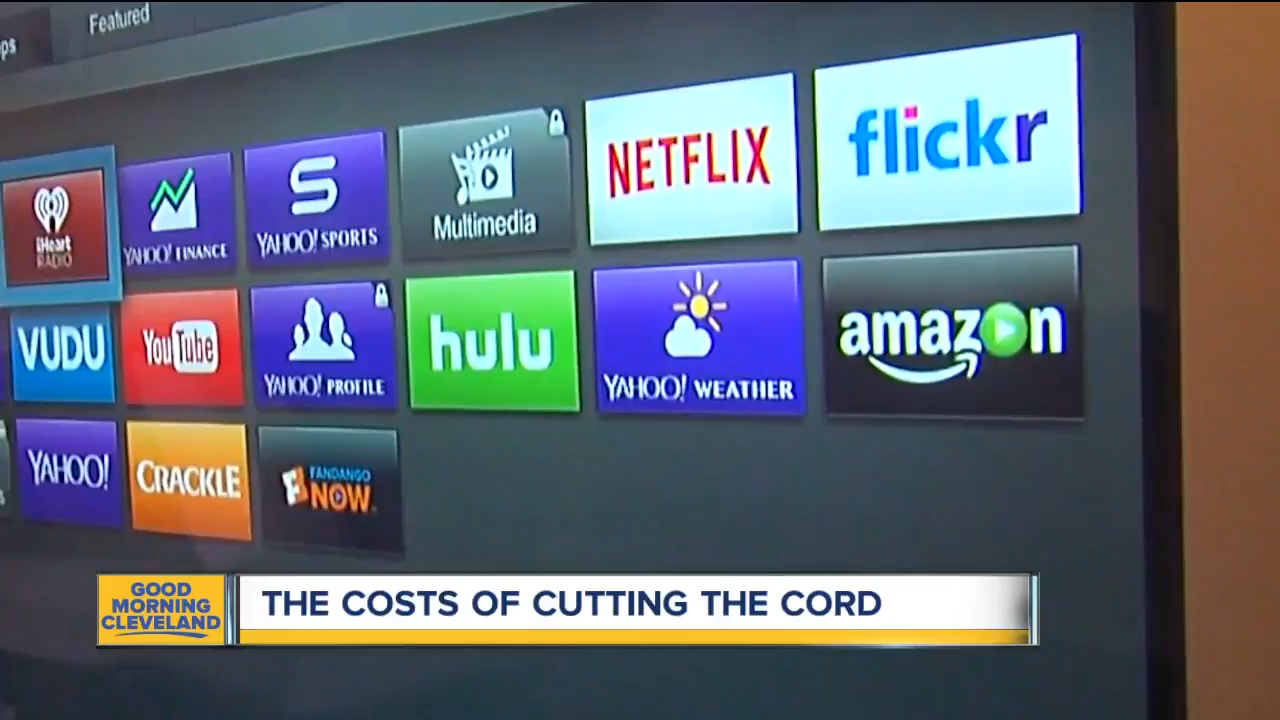 Featured
ps
iHeart
RADIO
YAHOO! FINANCE
S
YAHOO! SPORTS
Multimedia
NETFLIX
flickr
VUDU
YouTube
YAHOO! PROFILE
hulu
YAHOO! WEATHER
amazon
s
YAHOO!
CRACKLE
F
FANDANGO
NOW
GOOD
MORNING
CLEVELAND
THE COSTS OF CUTTING THE CORD